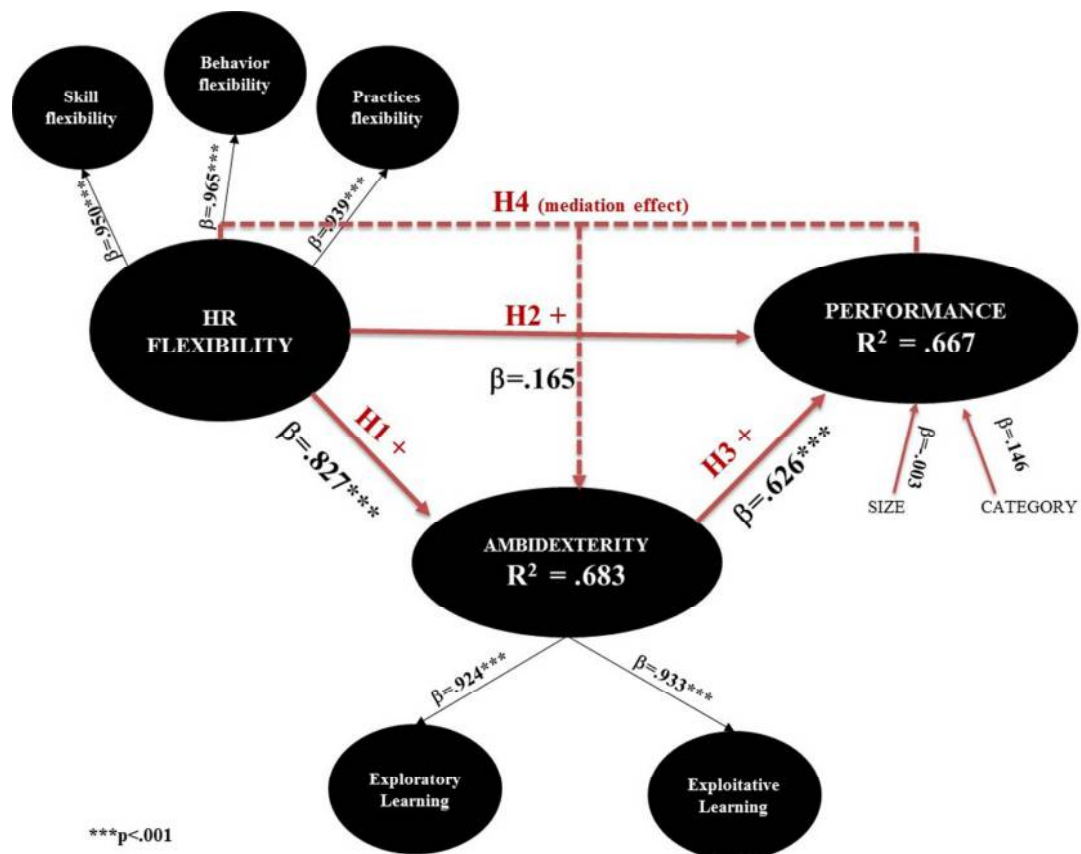 Behavior
flexibility
Skill
flexibility
Practices
flexibility
β=.950***
β=.965***
β=.939***
H4 (mediation effect)
HR
FLEXIBILITY
H2 +
PERFORMANCE
R² = .667
β=.165
H1 +
β=.827***
H3 +
β=.626***
β=-.003
β=.146
SIZE
CATEGORY
AMBIDEXTERITY
R² = .683
β=.924***
β=.933***
Exploratory
Learning
Exploitative
Learning
***p<.001